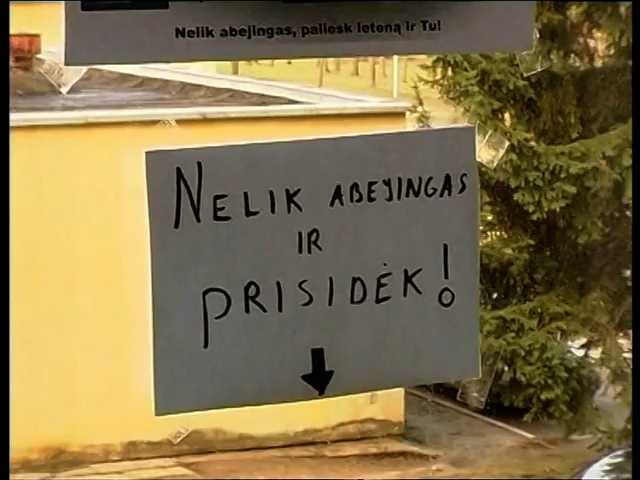 Nelik abejingas, paliesk leteną ir Tu!
NELIK ABEJINGAS
IR
PRISIDĖK!